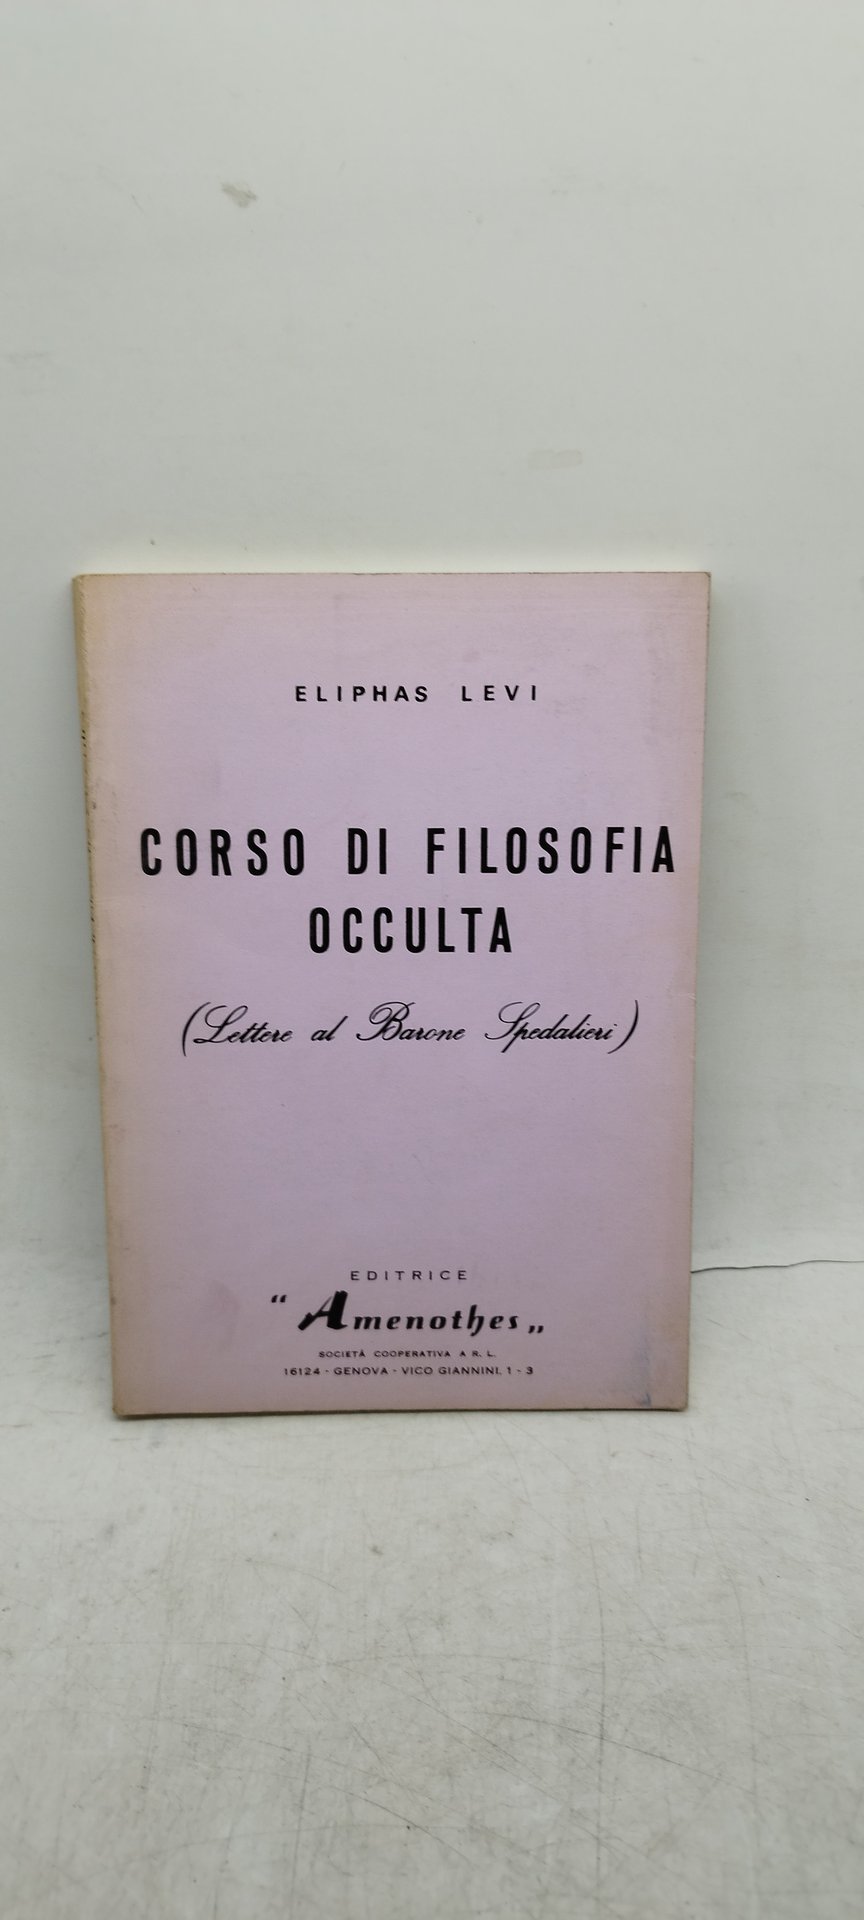 ELIPHAS LEVI
CORSO DI FILOSOFIA
OCCULTA
(Lettere al Barone Spedalieri)
EDITRICE
“Amenothes„
SOCIETÀ COOPERATIVA A R. L.
16124 - GENOVA - VICO GIANNINI, 1 - 3